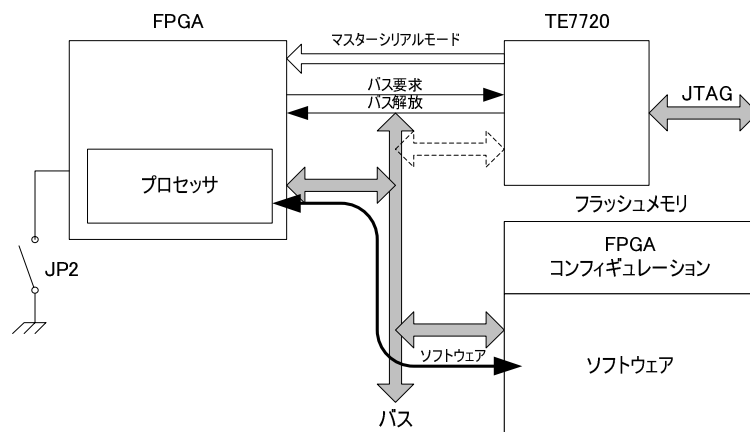 FPGA
TE7720
マスターシリアルモード
バス要求
バス解放
JTAG
プロセッサ
フラッシュメモリ
FPGA
コンフィギュレーション
JP2
ソフトウェア
ソフトウェア
バス